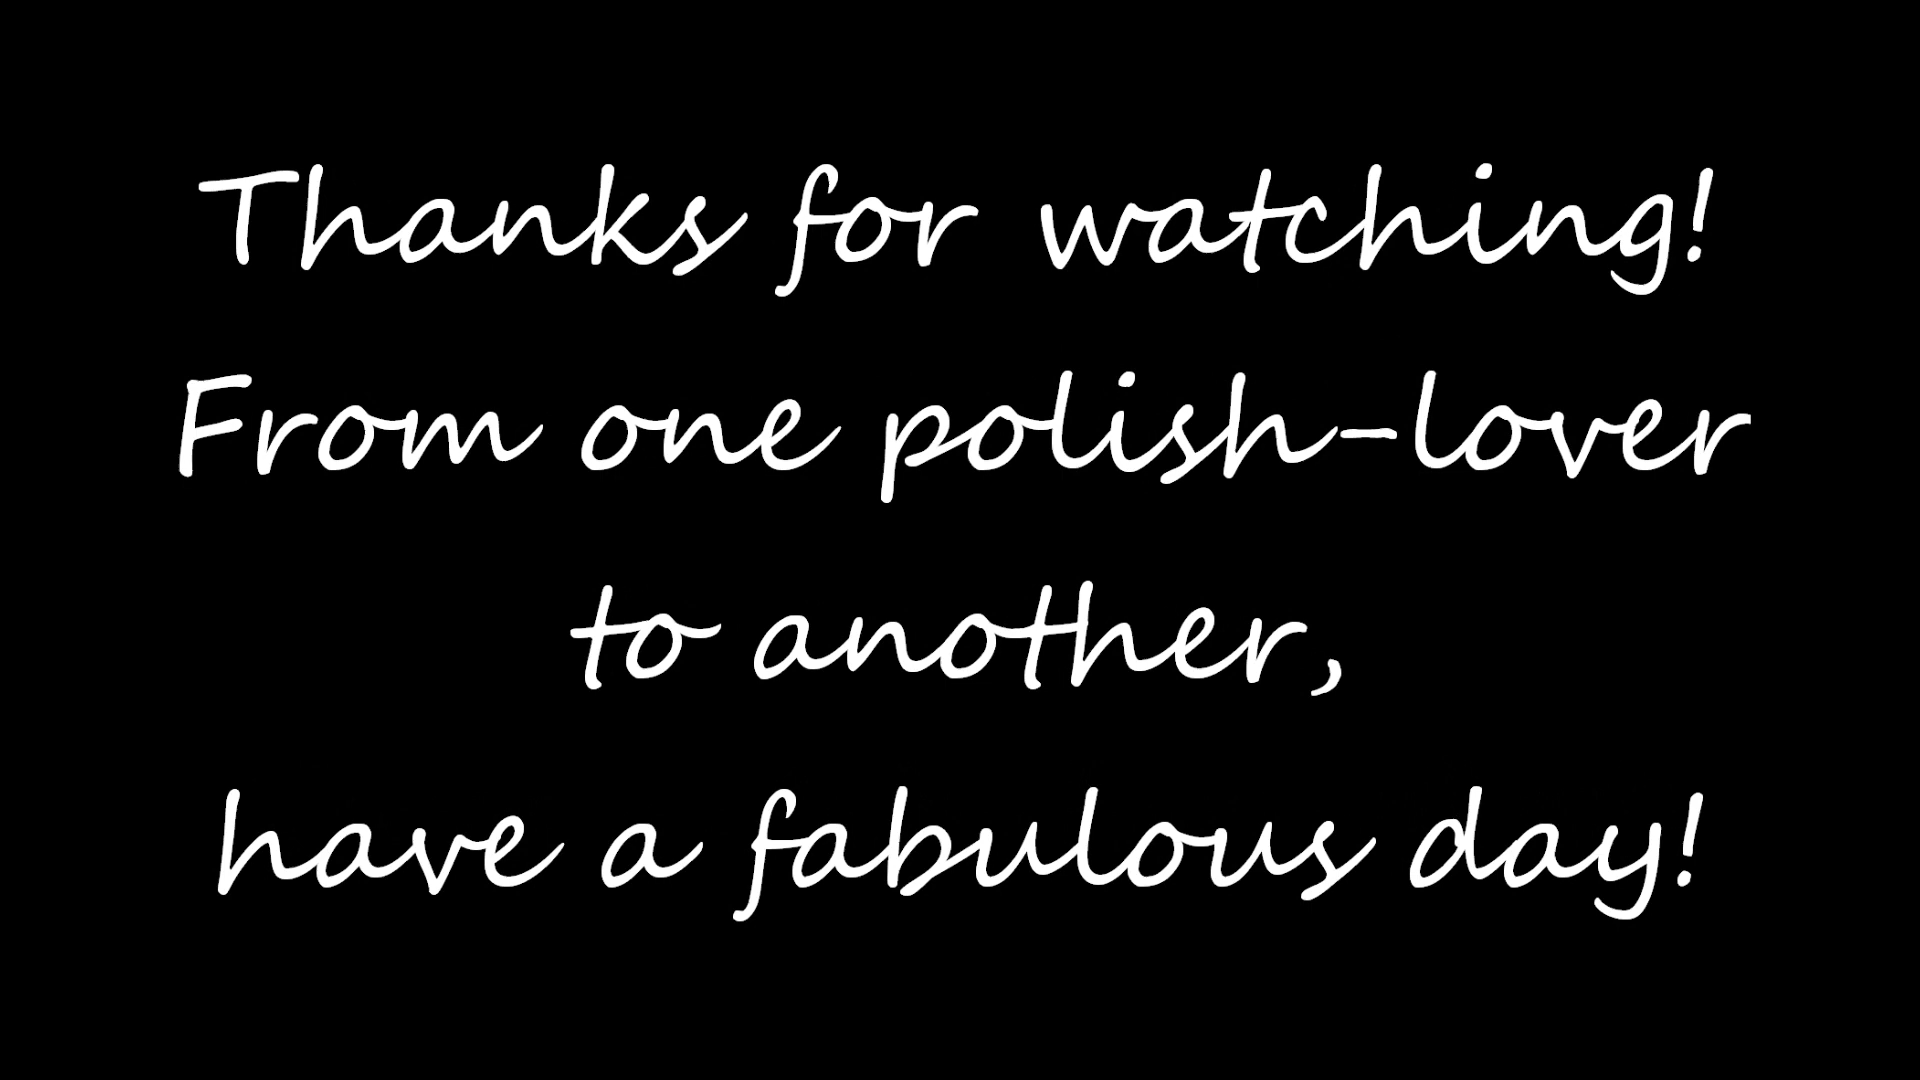 Thanks for watching!
From one polish-lover
to another,
have a fabulous day!